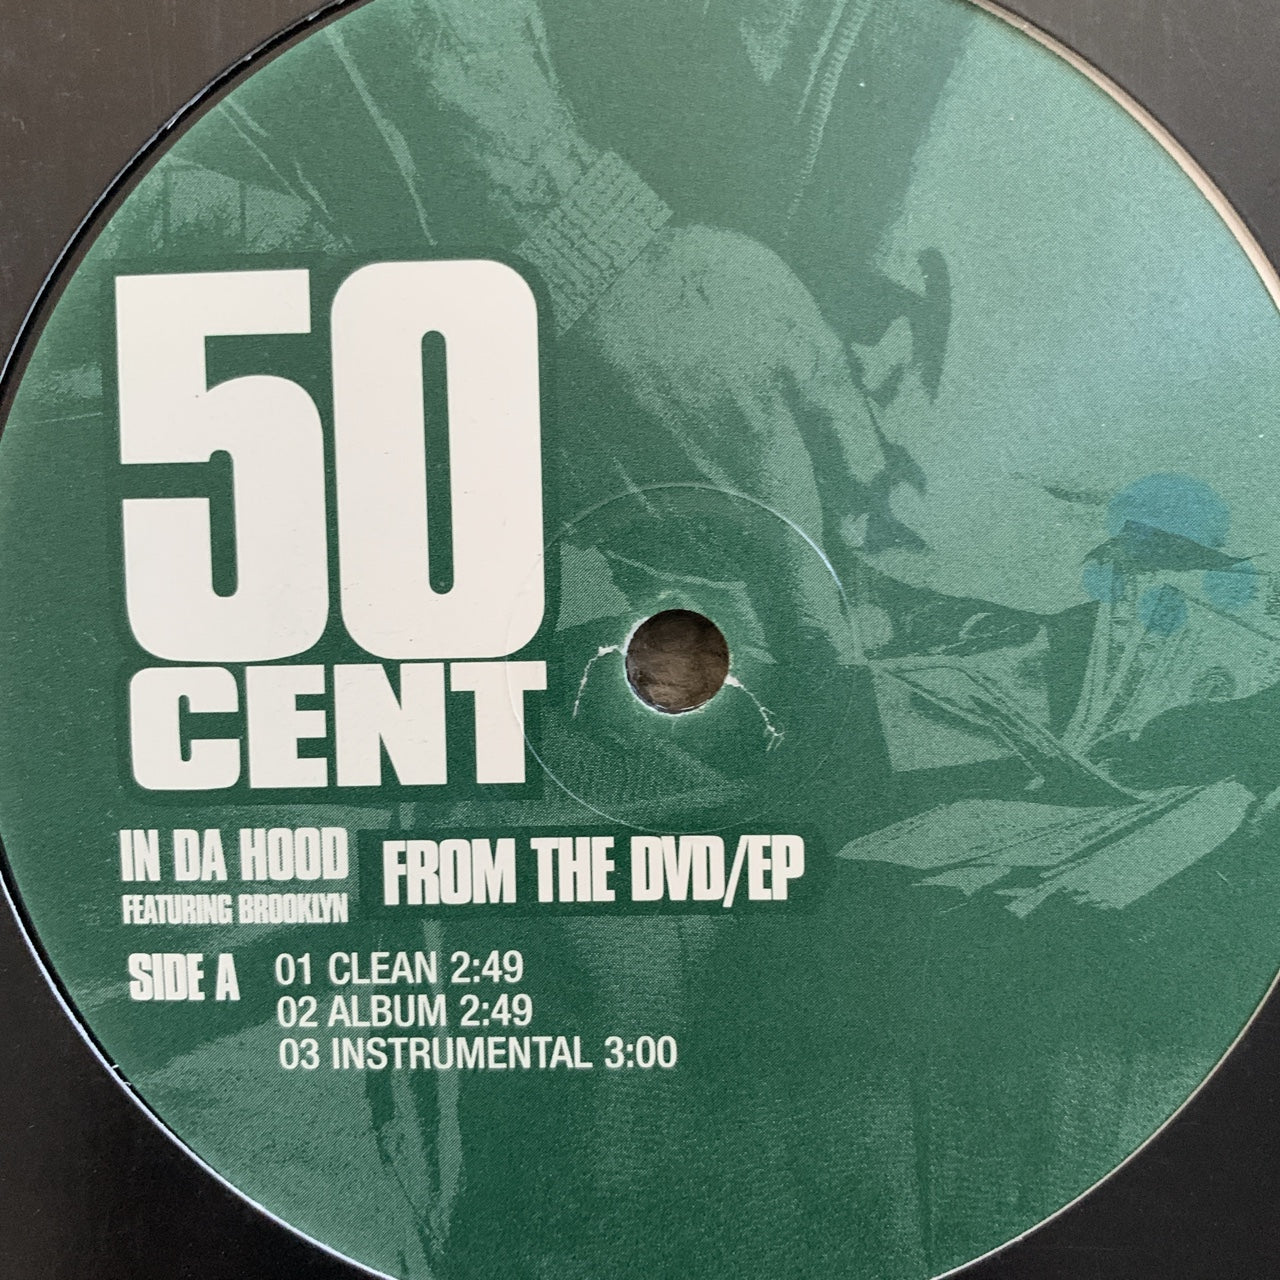 50
CENT
IN DA HOOD
FEATURING BROOKLYN
FROM THE DVD/EP
SIDE A
01 CLEAN 2:49
02 ALBUM 2:49
03 INSTRUMENTAL 3:00